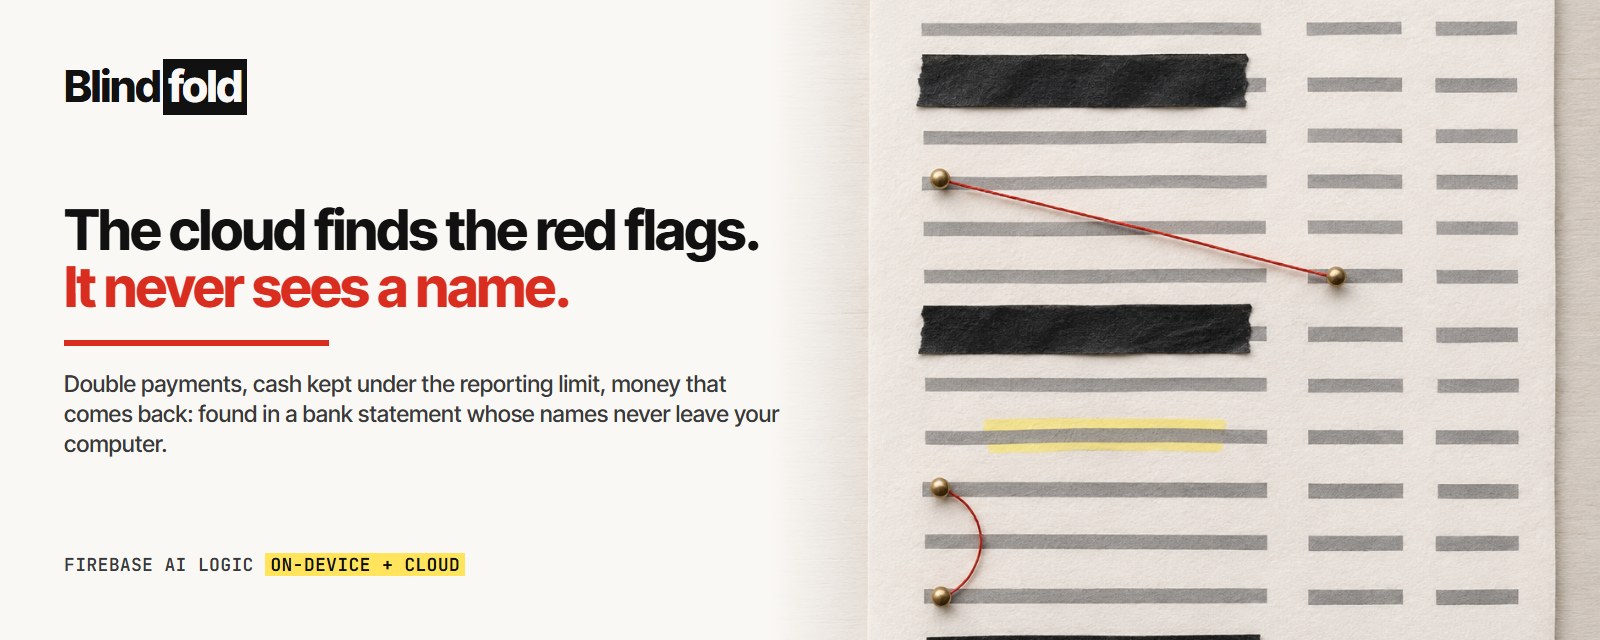 Blindfold
The cloud finds the red flags.
It never sees a name.
Double payments, cash kept under the reporting limit, money that
comes back: found in a bank statement whose names never leave your
computer.
FIREBASE AI LOGIC ON-DEVICE + CLOUD